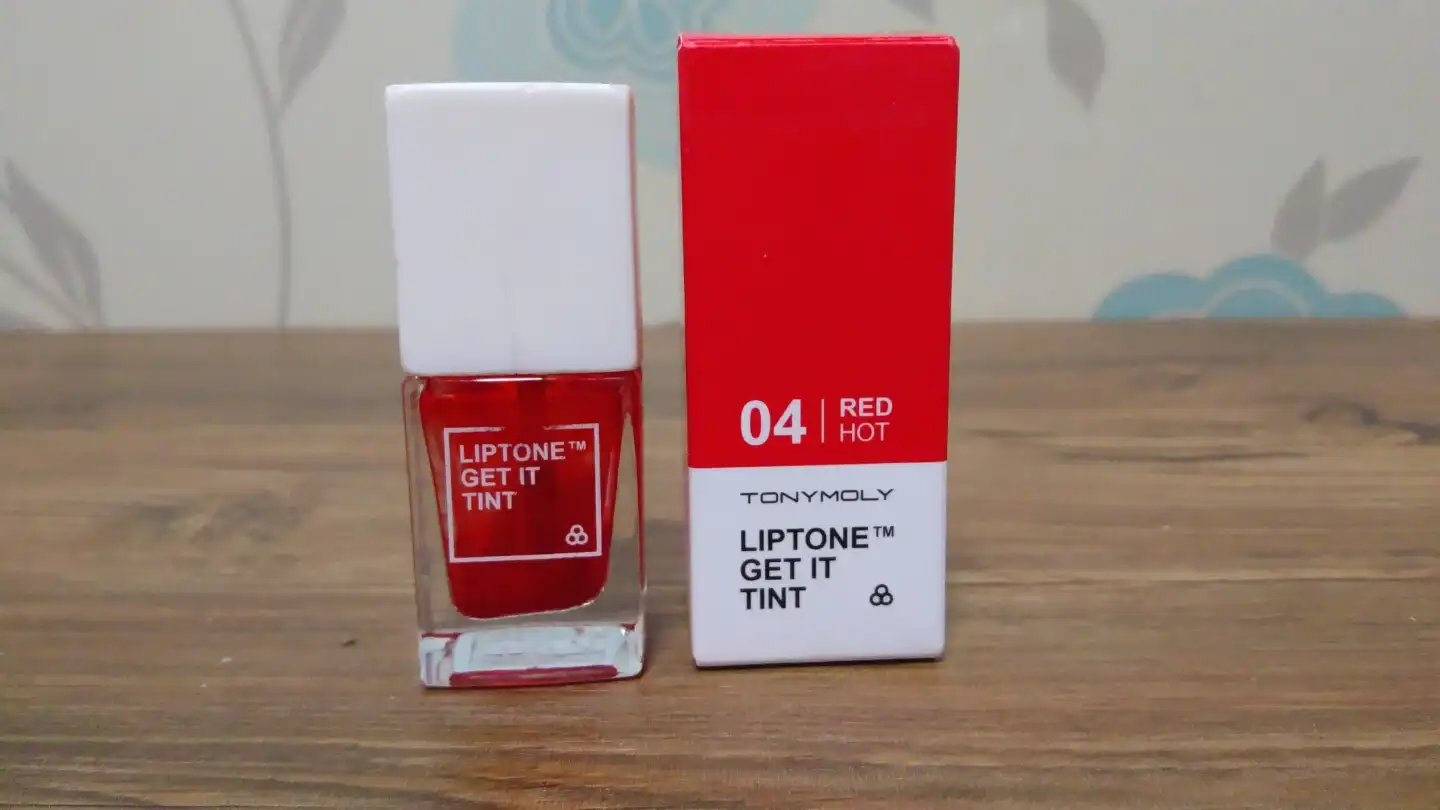 LIPTONE™
GET IT
TINT
04 | RED
HOT
TONYMOLY
LIPTONE™
GET IT
TINT